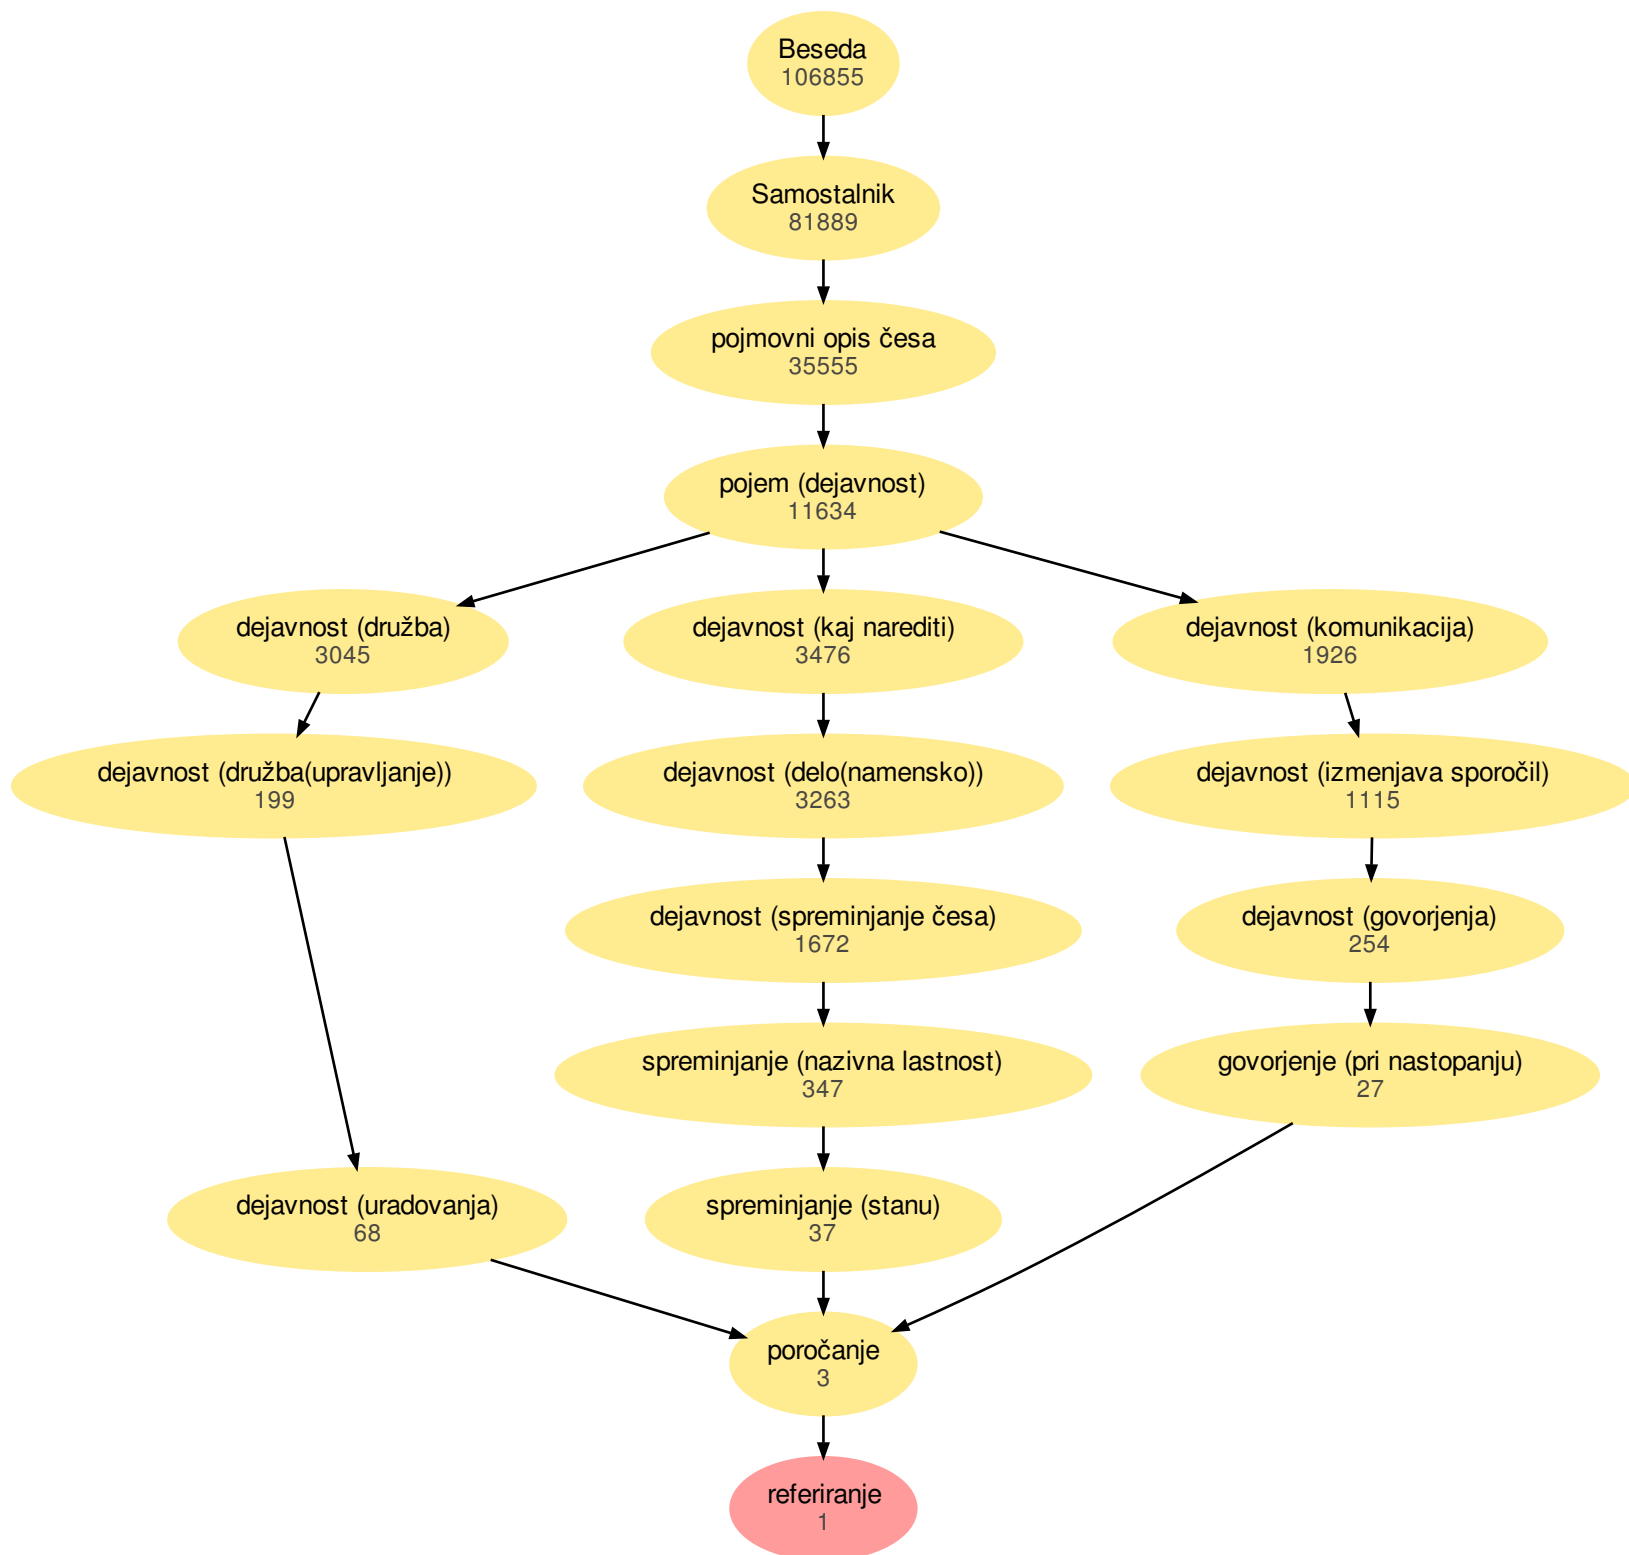 Beseda
106855
Samostalnik
81889
pojmovni opis česa
35555
pojem (dejavnost)
11634
dejavnost (družba)
3045
dejavnost (kaj narediti)
3476
dejavnost (komunikacija)
1926
dejavnost (družba(upravljanje))
199
dejavnost (delo(namensko))
3263
dejavnost (izmenjava sporočil)
1115
dejavnost (spreminjanje česa)
1672
dejavnost (govorjenja)
254
spreminjanje (nazivna lastnost)
347
govorjenje (pri nastopanju)
27
dejavnost (uradovanja)
68
spreminjanje (stanu)
37
poročanje
3
referiranje
1